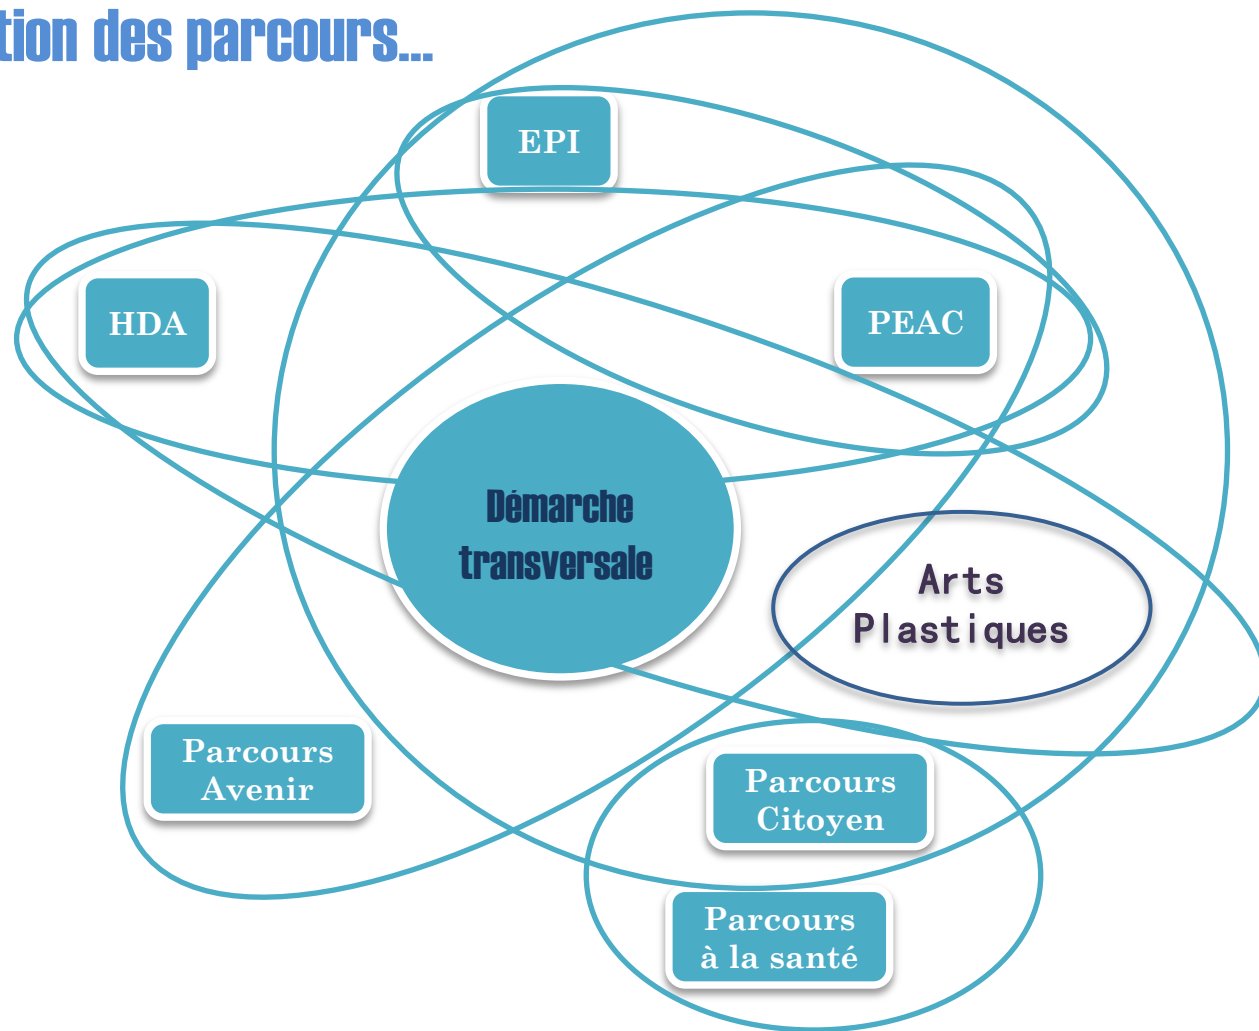 tion des parcours...
EPI
HDA
PEAC
Démarche
transversale
Arts
Plastiques
Parcours
Avenir
Parcours
Citoyen
Parcours
à la santé